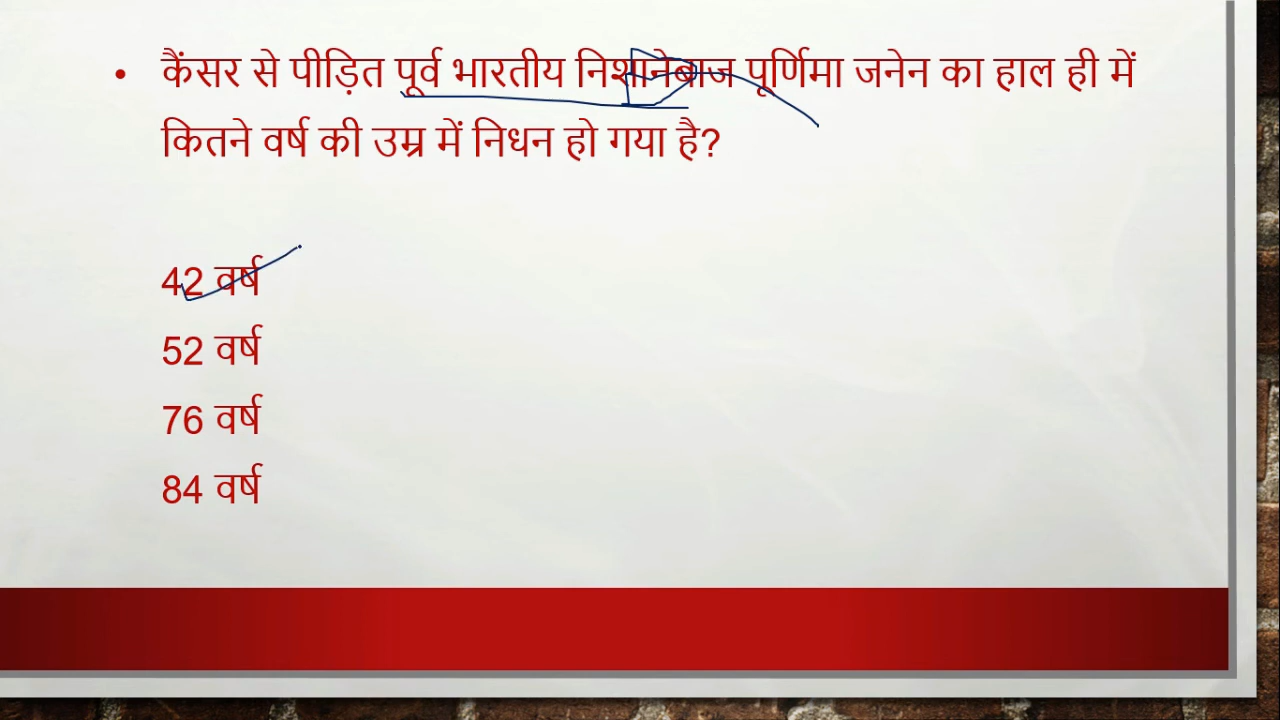 • कैंसर से पीड़ित पूर्व भारतीय निशानेबाज पूर्णिमा जनेन का हाल ही में
कितने वर्ष की उम्र में निधन हो गया है?
42 वर्ष
52 वर्ष
76 वर्ष
84 वर्ष